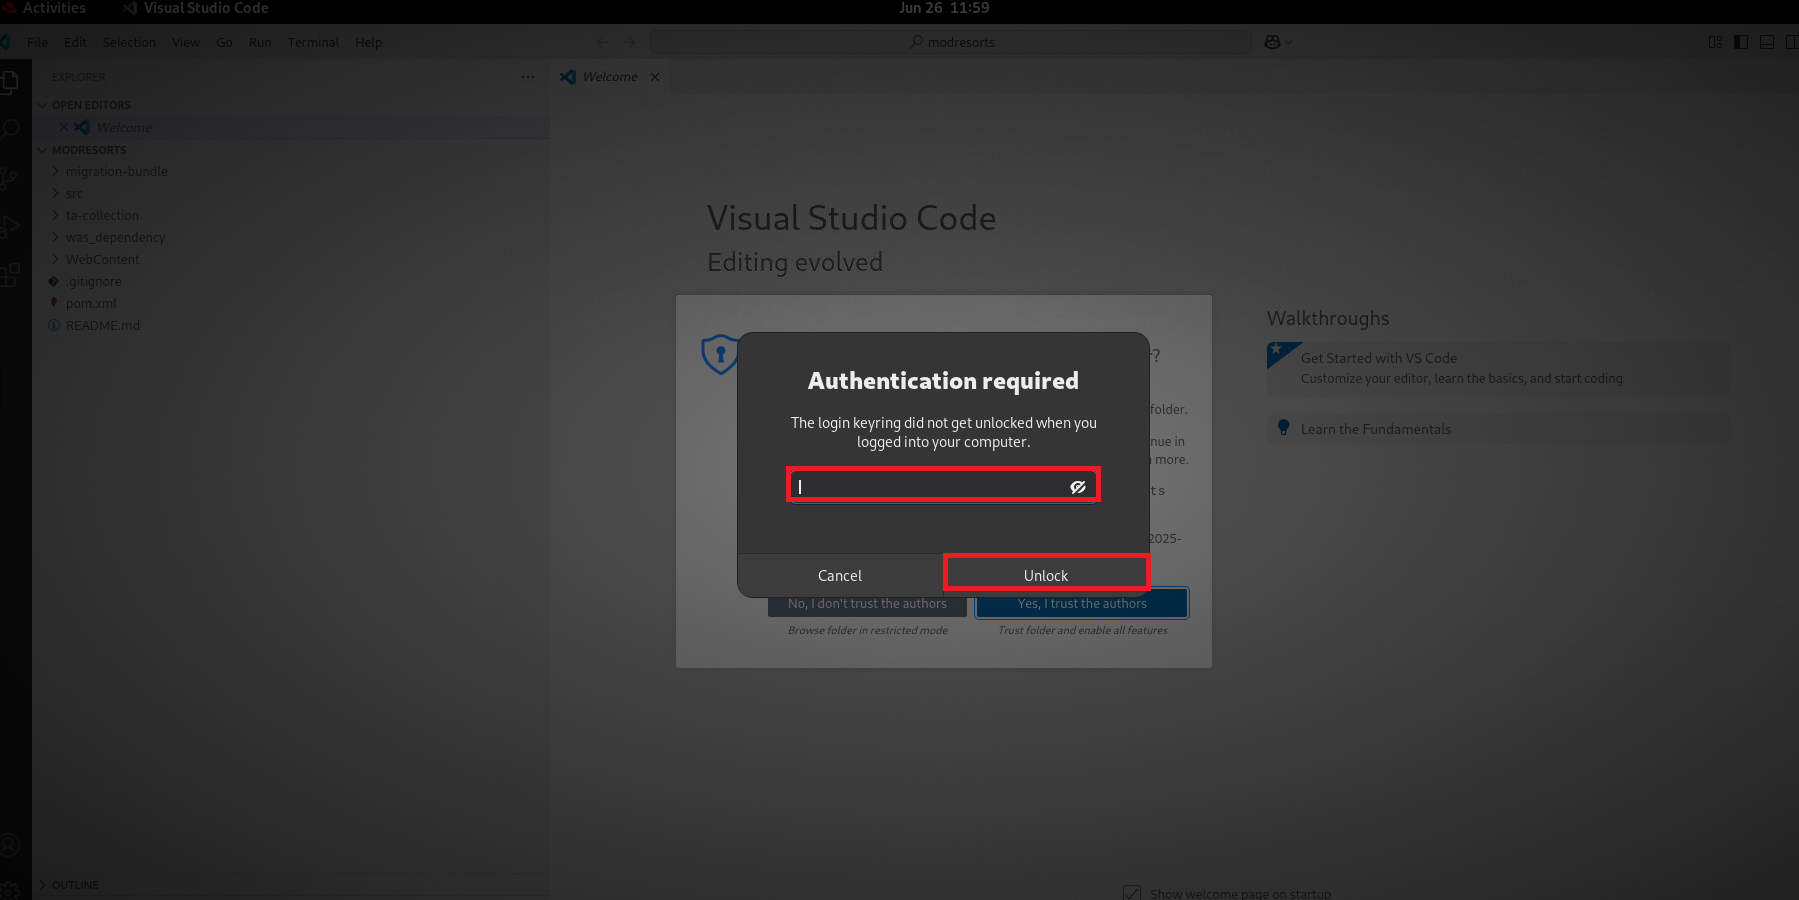 Activities
Visual Studio Code
Jun 26 11:59
File Edit Selection View Go Run Terminal Help
modresorts
EXPLORER
Welcome
OPEN EDITORS
Welcome
MODRESORTS
migration-bundle
src
ta-collection
was_dependency
WebContent
.gitignore
pom.xml
README.md
OUTLINE
Visual Studio Code
Editing evolved
?
folder.
nue in
more.
ts
2025-
Authentication required
The login keyring did not get unlocked when you
logged into your computer.
Cancel
Unlock
No, I don't trust the authors
Yes, I trust the authors
Browse folder in restricted mode
Trust folder and enable all features
Walkthroughs
Get Started with VS Code
Customize your editor, learn the basics, and start coding
Learn the Fundamentals
Show welcome page on startup